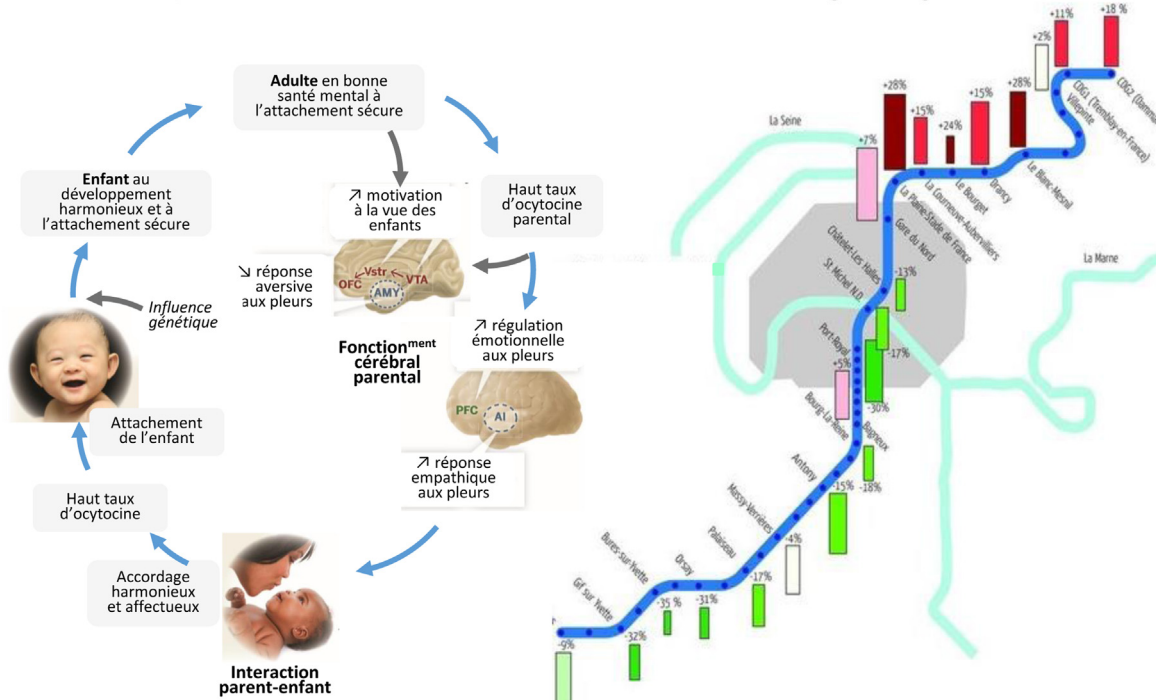 Adulte en bonne
santé mental à
l'attachement sécure
Enfant au
développement
harmonieux et à
l'attachement sécure
↗ motivation
à la vue des
enfants
Haut taux
d'ocytocine
parental
↘ réponse
aversive
aux pleurs
OFC
Vstr
VTA
AMY
Influence
génétique
Fonctionᵐᵉⁿᵗ
cérébral
parental
↗ régulation
émotionnelle
aux pleurs
PFC
AI
Attachement
de l'enfant
↗ réponse
empathique
aux pleurs
Haut taux
d'ocytocine
Accordage
harmonieux
et affectueux
Interaction
parent-enfant
+18 %
+11%
+2%
+28%
+15%
+24%
+15%
+28%
+7%
La Seine
La Marne
CDG2
CDG1 (Tremblay-en-France)
Villepinte
Le Blanc-Mesnil
Drancy
Le Bourget
La Courneuve-Aubervilliers
La Plaine-Stade de France
Gare du Nord
Châtelet-Les Halles
St Michel N.D.
-13%
Port-Royal
-17%
+5%
-30%
Bourg-La-Reine
Bagneux
-18%
Antony
-15%
Massy-Verrières
-4%
Palaiseau
-17%
Orsay
-31%
Bures-sur-Yvette
-35 %
Gif sur Yvette
-32%
-9%